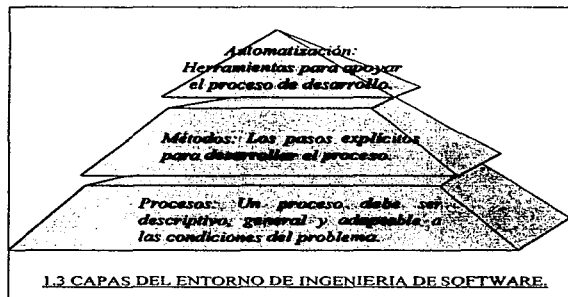 Automatización:
Herramientas para apoyar
el proceso de desarrollo.
Métodos: Los pasos explícitos
para desarrollar el proceso.
Procesos: Un proceso debe ser
descriptivo, general y adaptable a
las condiciones del problema.
1.3 CAPAS DEL ENTORNO DE INGENIERIA DE SOFTWARE.